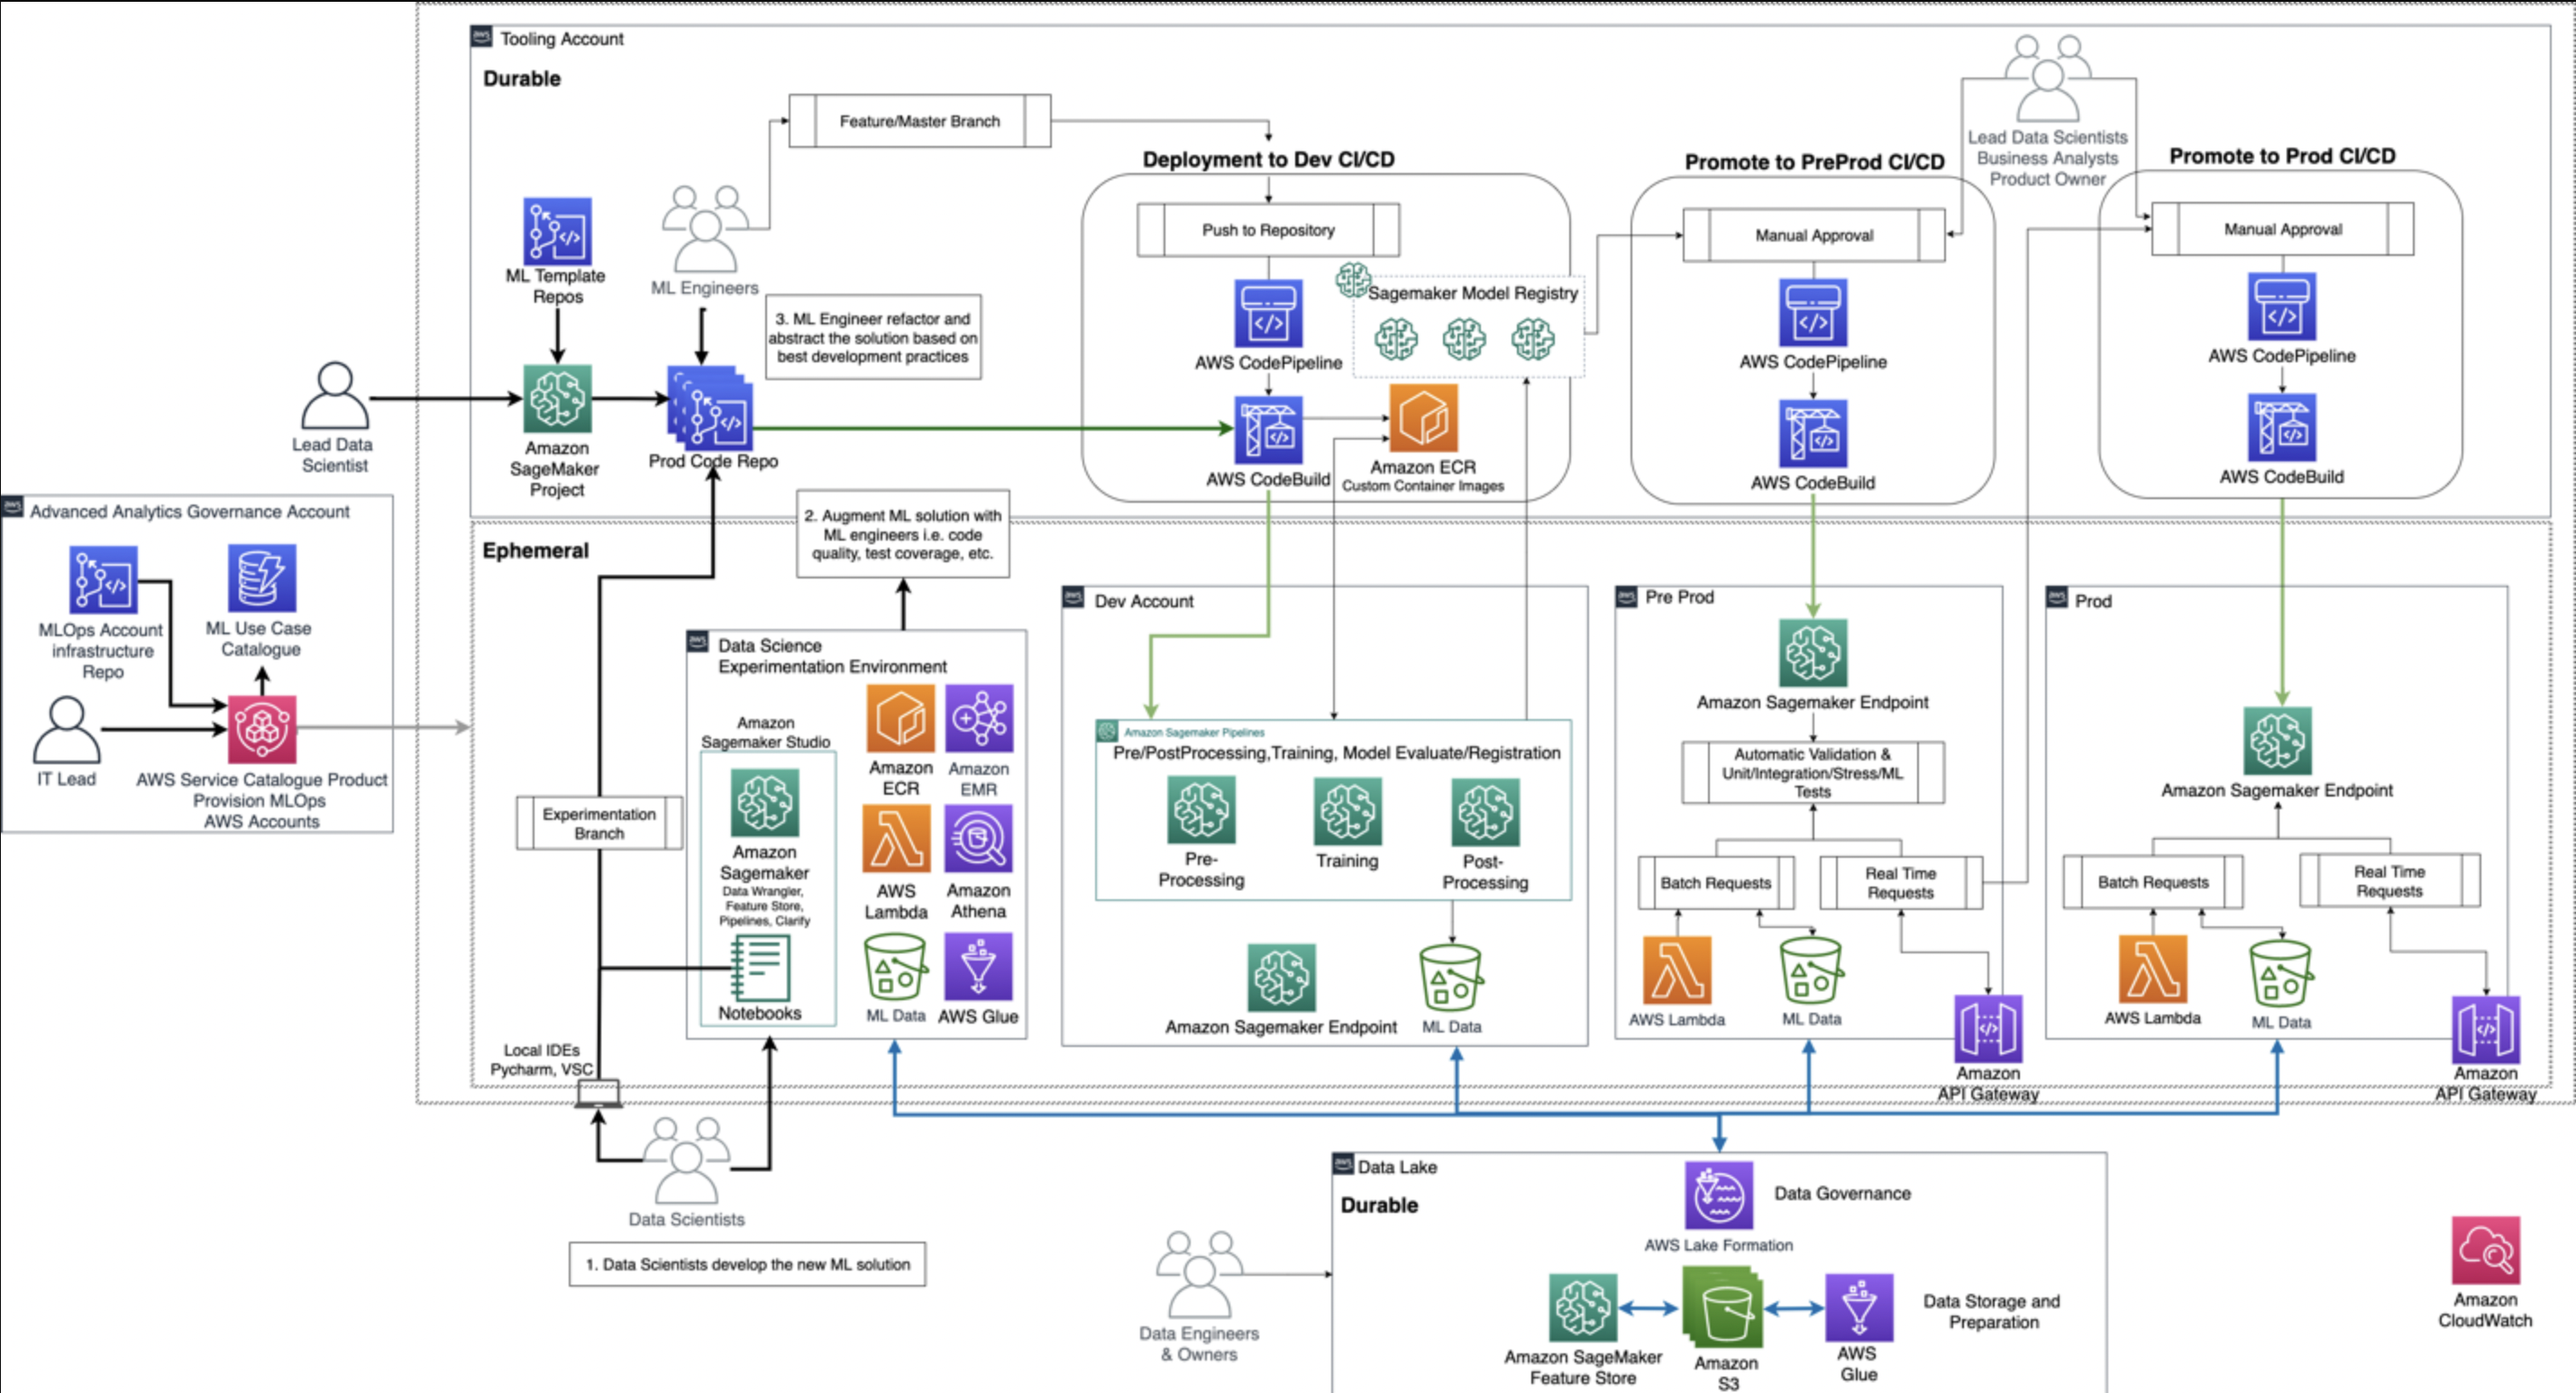 Tooling Account
Durable
Feature/Master Branch
Deployment to Dev CI/CD
Promote to PreProd CI/CD
Lead Data Scientists
Business Analysts
Product Owner
Promote to Prod CI/CD
ML Template
Repos
ML Engineers
3. ML Engineer refactor and
abstract the solution based on
best development practices
Push to Repository
Sagemaker Model Registry
AWS CodePipeline
AWS CodeBuild
Amazon ECR
Custom Container Images
Manual Approval
AWS CodePipeline
AWS CodeBuild
Manual Approval
AWS CodePipeline
AWS CodeBuild
Lead Data
Scientist
Amazon
SageMaker
Project
Prod Code Repo
aws
Advanced Analytics Governance Account
MLOps Account
infrastructure
Repo
ML Use Case
Catalogue
IT Lead
AWS Service Catalogue Product
Provision MLOps
AWS Accounts
Ephemeral
2. Augment ML solution with
ML engineers i.e. code
quality, test coverage, etc.
Experimentation
Branch
aws
Data Science
Experimentation Environment
Amazon
Sagemaker Studio
Amazon
Sagemaker
Data Wrangler,
Feature Store,
Pipelines, Clarify
Notebooks
Amazon
ECR
Amazon
EMR
AWS
Lambda
Amazon
Athena
ML Data
AWS Glue
aws
Dev Account
Amazon Sagemaker Pipelines
Pre/PostProcessing,Training, Model Evaluate/Registration
Pre-
Processing
Training
Post-
Processing
Amazon Sagemaker Endpoint
ML Data
aws
Pre Prod
Amazon Sagemaker Endpoint
Automatic Validation &
Unit/Integration/Stress/ML
Tests
Batch Requests
Real Time
Requests
AWS Lambda
ML Data
Amazon
API Gateway
aws
Prod
Amazon Sagemaker Endpoint
Batch Requests
Real Time
Requests
AWS Lambda
ML Data
Amazon
API Gateway
Local IDEs
Pycharm, VSC
Data Scientists
1. Data Scientists develop the new ML solution
Data Engineers
& Owners
aws
Data Lake
Durable
Data Governance
AWS Lake Formation
Amazon SageMaker
Feature Store
Amazon
S3
AWS
Glue
Data Storage and
Preparation
Amazon
CloudWatch